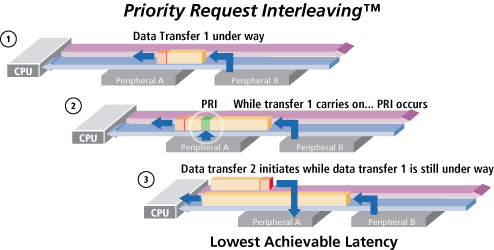 Priority Request Interleaving™
1
Data Transfer 1 under way
CPU
Peripheral A
Peripheral B
2
PRI While transfer 1 carries on... PRI occurs
CPU
Peripheral A
Peripheral B
Data transfer 2 initiates while data transfer 1 is still under way
3
CPU
Peripheral A
Peripheral B
Lowest Achievable Latency